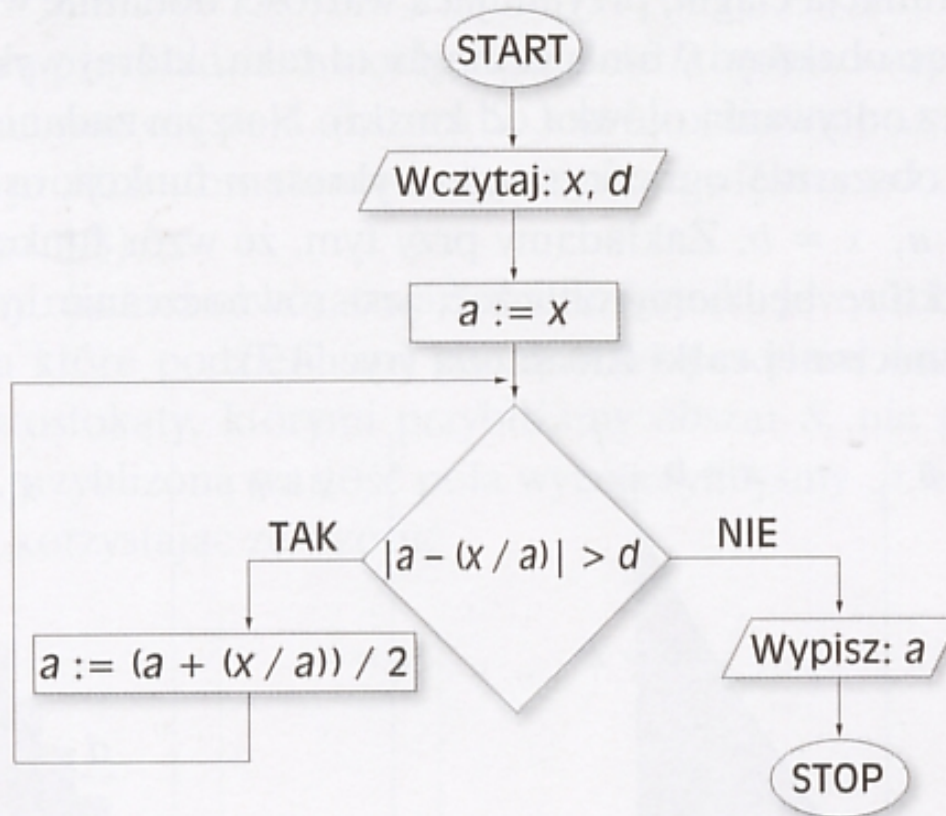 START
Wczytaj: x, d
a := x
TAK
|a – (x / a)| > d
NIE
a := (a + (x / a)) / 2
Wypisz: a
STOP